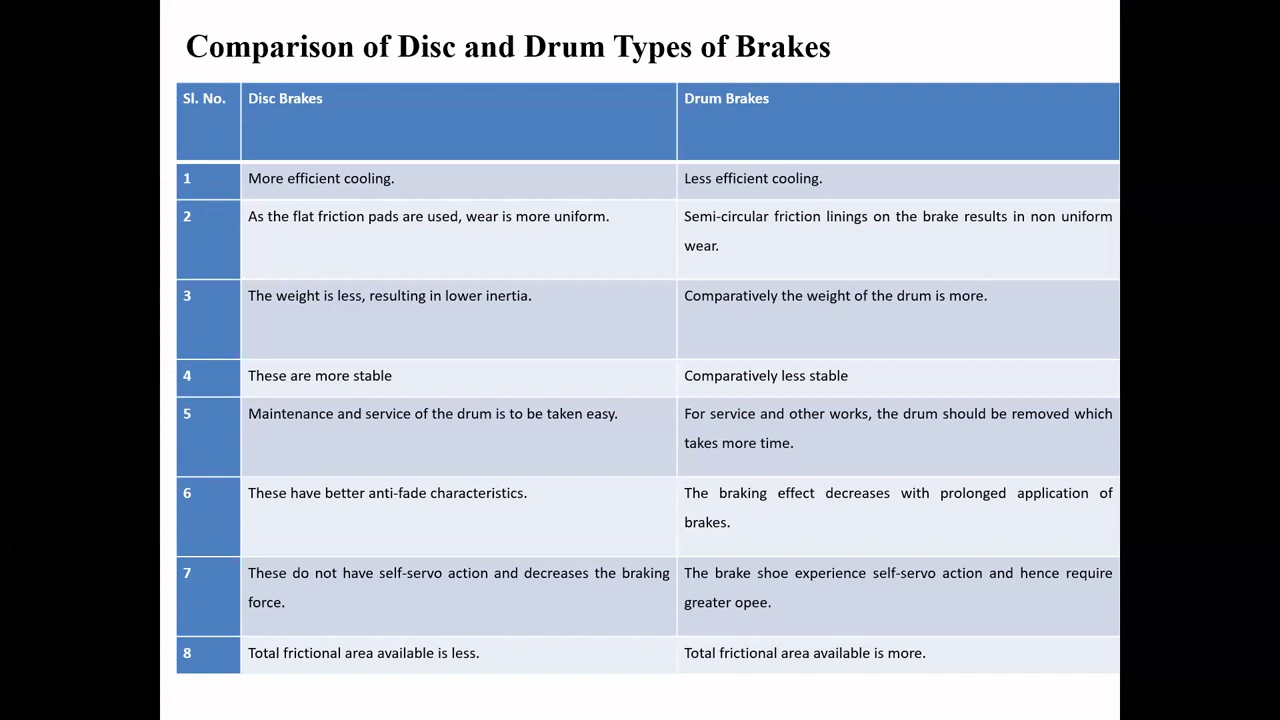 Comparison of Disc and Drum Types of Brakes
Sl. No. Disc Brakes Drum Brakes
1 More efficient cooling. Less efficient cooling.
2 As the flat friction pads are used, wear is more uniform. Semi-circular friction linings on the brake results in non uniform
wear.
3 The weight is less, resulting in lower inertia. Comparatively the weight of the drum is more.
4 These are more stable Comparatively less stable
5 Maintenance and service of the drum is to be taken easy. For service and other works, the drum should be removed which
takes more time.
6 These have better anti-fade characteristics. The braking effect decreases with prolonged application of
brakes.
7 These do not have self-servo action and decreases the braking The brake shoe experience self-servo action and hence require
force. greater opee.
8 Total frictional area available is less. Total frictional area available is more.